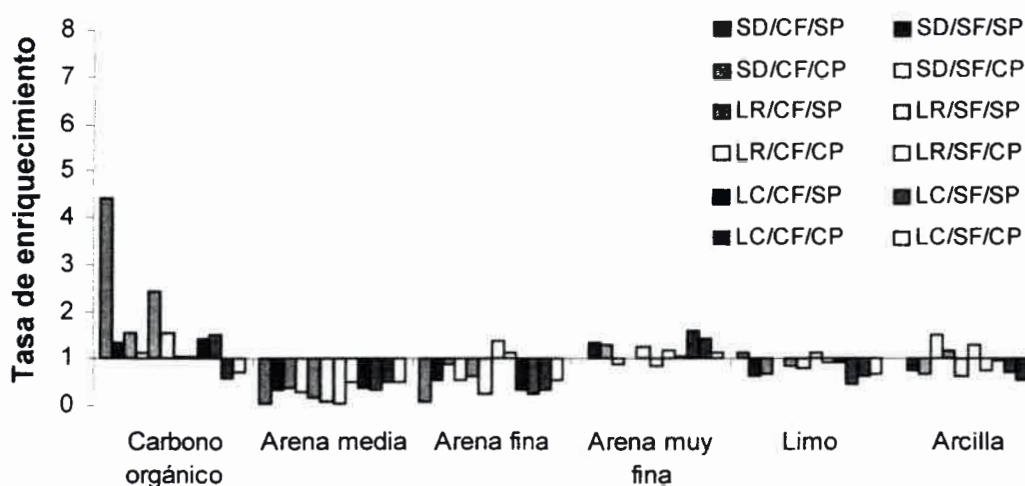 Tasa de enriquecimiento
8
7
6
5
4
3
2
1
0
SD/CF/SP SD/SF/SP
SD/CF/CP SD/SF/CP
LR/CF/SP LR/SF/SP
LR/CF/CP LR/SF/CP
LC/CF/SP LC/SF/SP
LC/CF/CP LC/SF/CP
Carbono Arena media Arena fina Arena muy Limo Arcilla
orgánico fina